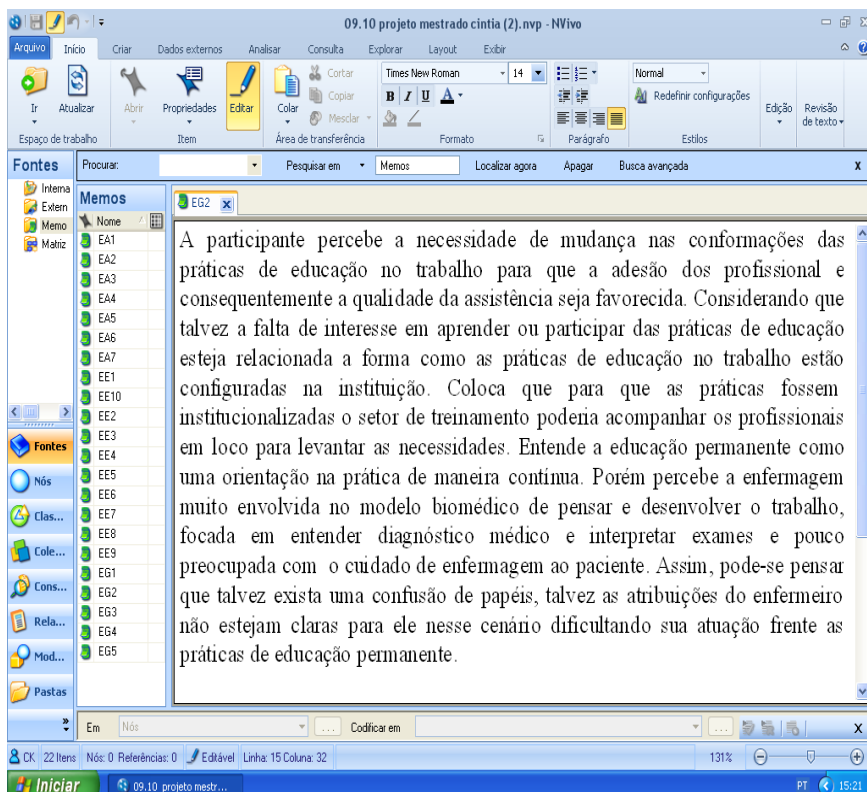 09.10 projeto mestrado cintia (2).nvp - NVivo
Arquivo Início Criar Dados externos Analisar Consulta Explorar Layout Exibir
Ir Atualizar Abrir Propriedades Editar Colar Cortar Copiar Mesclar Times New Roman 14 B I U A Normal Redefinir configurações Edição Revisão de texto
Espaço de trabalho Item Área de transferência Formato Parágrafo Estilos
Fontes Procurar: Pesquisar em Memos Localizar agora Apagar Busca avançada x
Interna
Extern
Memo
Matriz
Fontes
Nós
Clas...
Cole...
Cons...
Rela...
Mod...
Pastas
Memos
Nome
EA1
EA2
EA3
EA4
EA5
EA6
EA7
EE1
EE10
EE2
EE3
EE4
EE5
EE6
EE7
EE8
EE9
EG1
EG2
EG3
EG4
EG5
EG2 x
A participante percebe a necessidade de mudança nas conformações das
práticas de educação no trabalho para que a adesão dos profissional e
consequentemente a qualidade da assistência seja favorecida. Considerando que
talvez a falta de interesse em aprender ou participar das práticas de educação
esteja relacionada a forma como as práticas de educação no trabalho estão
configuradas na instituição. Coloca que para que as práticas fossem
institucionalizadas o setor de treinamento poderia acompanhar os profissionais
em loco para levantar as necessidades. Entende a educação permanente como
uma orientação na prática de maneira contínua. Porém percebe a enfermagem
muito envolvida no modelo biomédico de pensar e desenvolver o trabalho,
focada em entender diagnóstico médico e interpretar exames e pouco
preocupada com o cuidado de enfermagem ao paciente. Assim, pode-se pensar
que talvez exista uma confusão de papéis, talvez as atribuições do enfermeiro
não estejam claras para ele nesse cenário dificultando sua atuação frente as
práticas de educação permanente.
Em Nós ... Codificar em ... x
CK 22 Itens Nós: 0 Referências: 0 Editável Linha: 15 Coluna: 32 131%
Iniciar 09.10 projeto mestr... PT 15:21